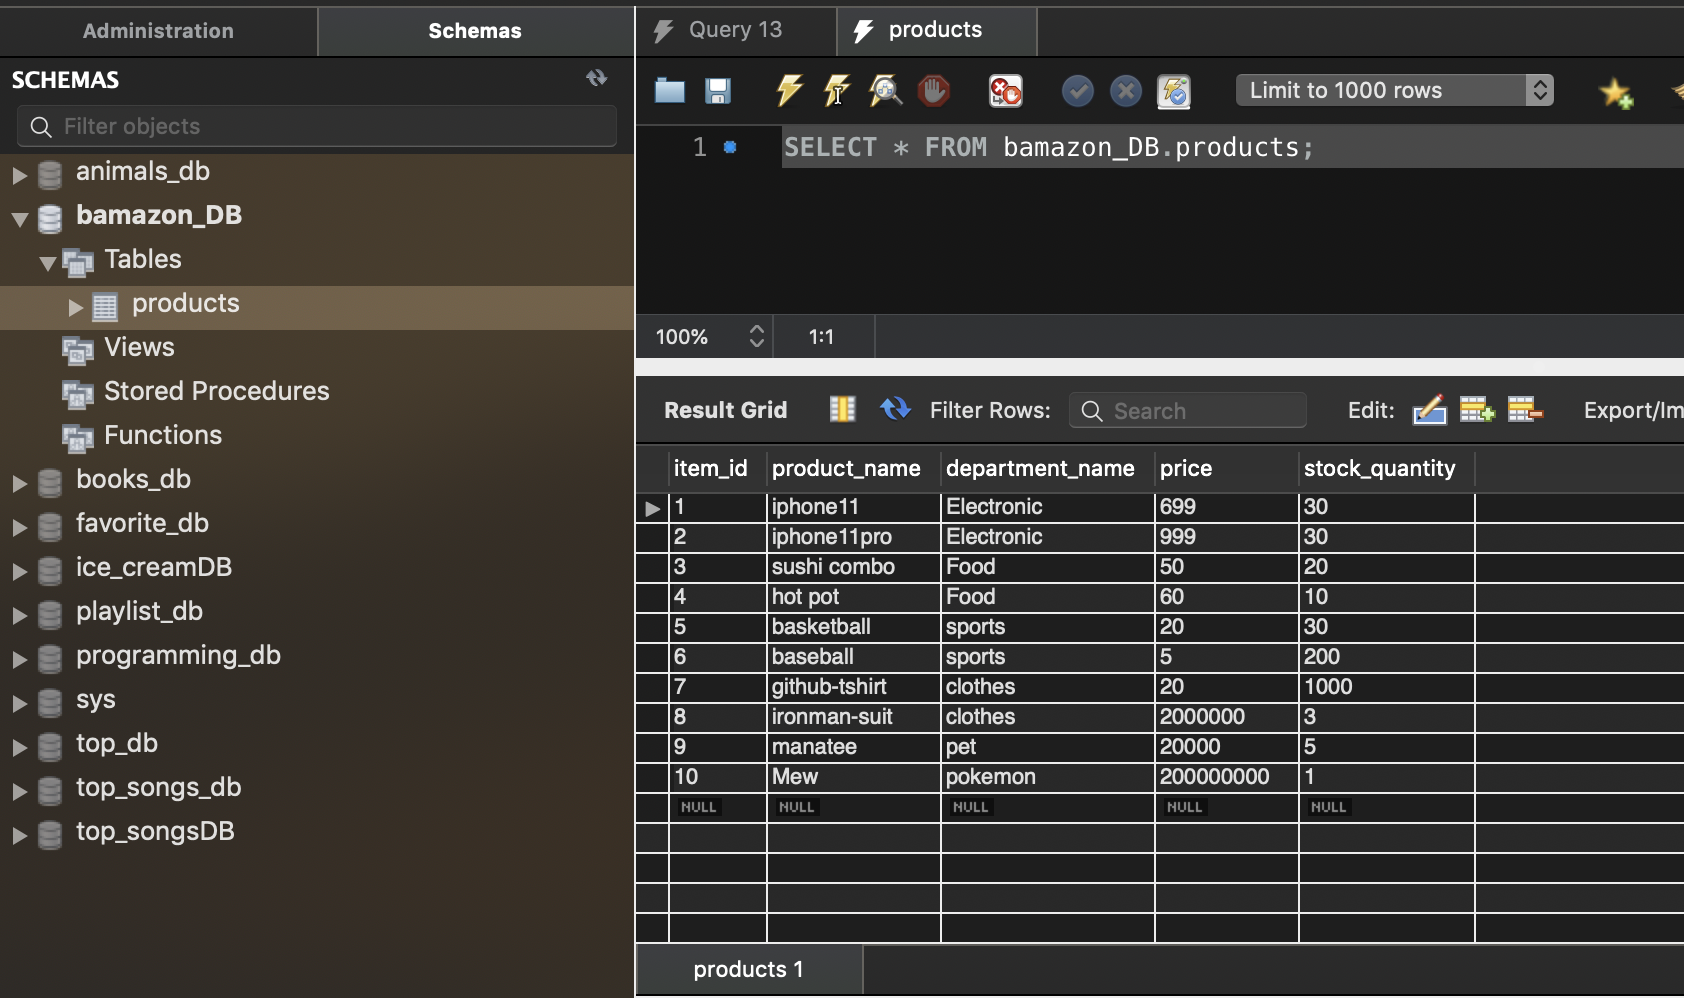 Administration
Schemas
SCHEMAS
Filter objects
animals_db
bamazon_DB
Tables
products
Views
Stored Procedures
Functions
books_db
favorite_db
ice_creamDB
playlist_db
programming_db
sys
top_db
top_songs_db
top_songsDB
Query 13
products
Limit to 1000 rows
1 SELECT * FROM bamazon_DB.products;
100% 1:1
Result Grid Filter Rows: Search Edit: Export/Im
item_id product_name department_name price stock_quantity
1 iphone11 Electronic 699 30
2 iphone11pro Electronic 999 30
3 sushi combo Food 50 20
4 hot pot Food 60 10
5 basketball sports 20 30
6 baseball sports 5 200
7 github-tshirt clothes 20 1000
8 ironman-suit clothes 2000000 3
9 manatee pet 20000 5
10 Mew pokemon 200000000 1
NULL NULL NULL NULL NULL
products 1